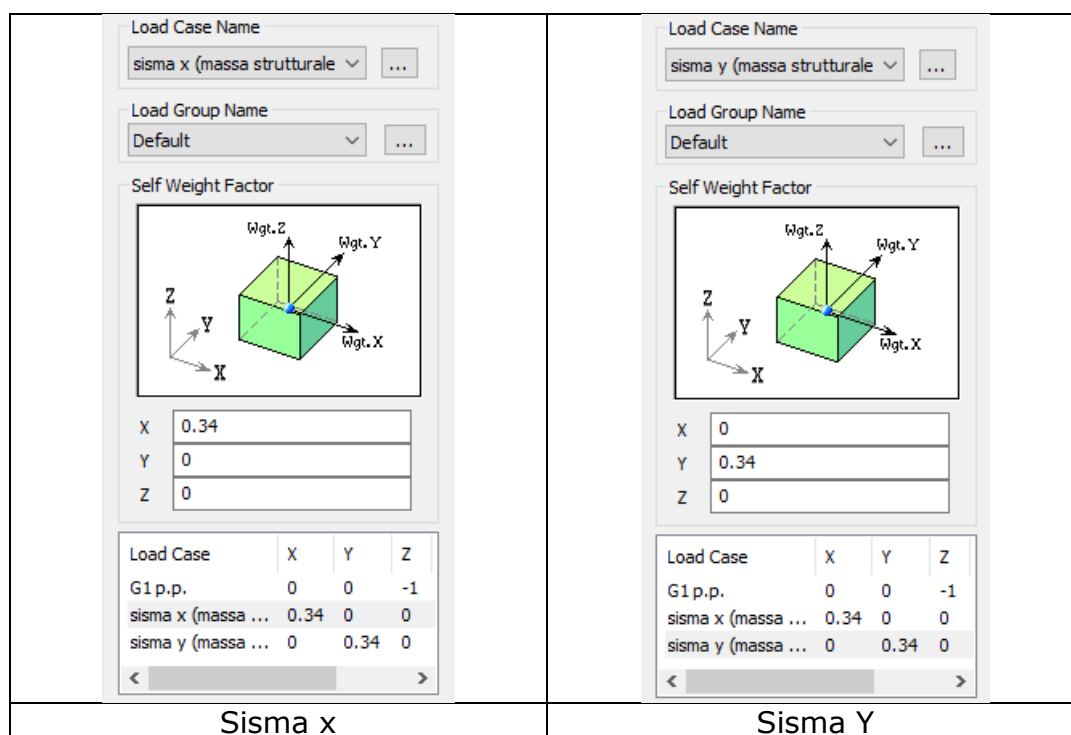 Load Case Name
sisma x (massa strutturale
...
Load Group Name
Default
...
Self Weight Factor
Wgt.Z
Wgt.Y
Z
Y
Wgt.X
X
X 0.34
Y 0
Z 0
Load Case X Y Z
G1 p.p. 0 0 -1
sisma x (massa ... 0.34 0 0
sisma y (massa ... 0 0.34 0
Sisma x
Load Case Name
sisma y (massa strutturale
...
Load Group Name
Default
...
Self Weight Factor
Wgt.Z
Wgt.Y
Z
Y
Wgt.X
X
X 0
Y 0.34
Z 0
Load Case X Y Z
G1 p.p. 0 0 -1
sisma x (massa ... 0.34 0 0
sisma y (massa ... 0 0.34 0
Sisma Y